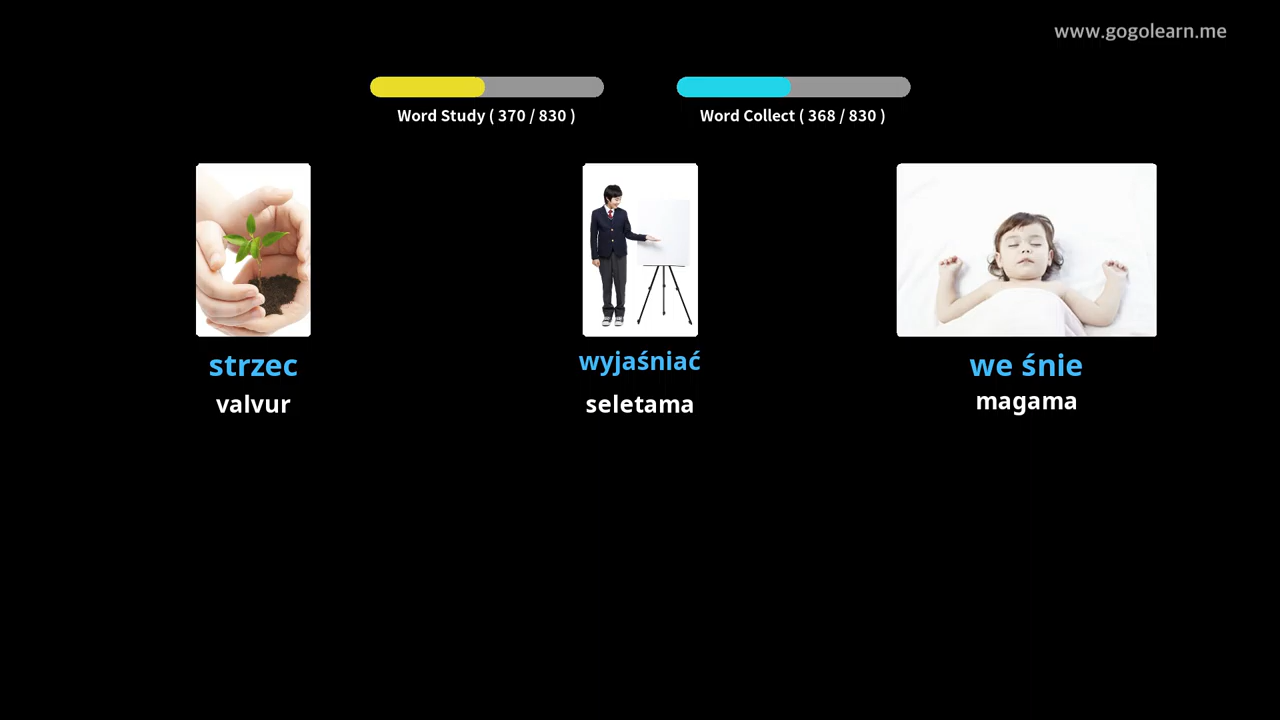 www.gogolearn.me
Word Study ( 370 / 830 )
Word Collect ( 368 / 830 )
strzec
valvur
wyjaśniać
seletama
we śnie
magama